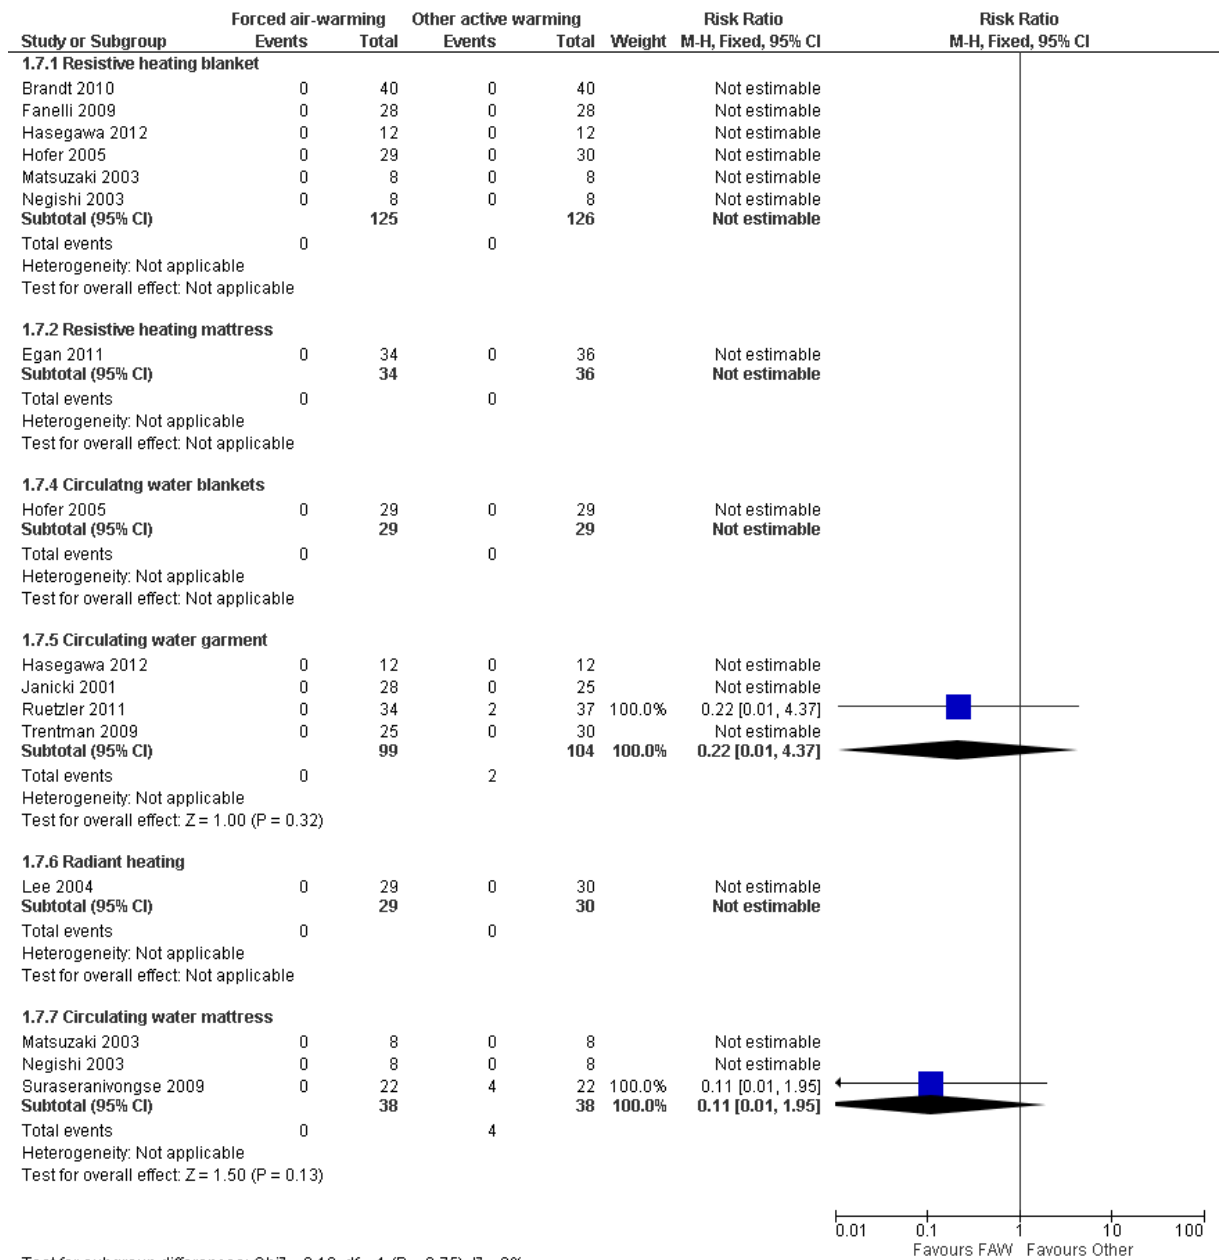 Forced air-warming Other active warming Risk Ratio Risk Ratio
Study or Subgroup Events Total Events Total Weight M-H, Fixed, 95% CI M-H, Fixed, 95% CI
1.7.1 Resistive heating blanket
Brandt 2010 0 40 0 40 Not estimable
Fanelli 2009 0 28 0 28 Not estimable
Hasegawa 2012 0 12 0 12 Not estimable
Hofer 2005 0 29 0 30 Not estimable
Matsuzaki 2003 0 8 0 8 Not estimable
Negishi 2003 0 8 0 8 Not estimable
Subtotal (95% CI) 125 126 Not estimable
Total events 0 0
Heterogeneity: Not applicable
Test for overall effect: Not applicable
1.7.2 Resistive heating mattress
Egan 2011 0 34 0 36 Not estimable
Subtotal (95% CI) 34 36 Not estimable
Total events 0 0
Heterogeneity: Not applicable
Test for overall effect: Not applicable
1.7.4 Circulatng water blankets
Hofer 2005 0 29 0 29 Not estimable
Subtotal (95% CI) 29 29 Not estimable
Total events 0 0
Heterogeneity: Not applicable
Test for overall effect: Not applicable
1.7.5 Circulating water garment
Hasegawa 2012 0 12 0 12 Not estimable
Janicki 2001 0 28 0 25 Not estimable
Ruetzler 2011 0 34 2 37 100.0% 0.22 [0.01, 4.37]
Trentman 2009 0 25 0 30 Not estimable
Subtotal (95% CI) 99 104 100.0% 0.22 [0.01, 4.37]
Total events 0 2
Heterogeneity: Not applicable
Test for overall effect: Z = 1.00 (P = 0.32)
1.7.6 Radiant heating
Lee 2004 0 29 0 30 Not estimable
Subtotal (95% CI) 29 30 Not estimable
Total events 0 0
Heterogeneity: Not applicable
Test for overall effect: Not applicable
1.7.7 Circulating water mattress
Matsuzaki 2003 0 8 0 8 Not estimable
Negishi 2003 0 8 0 8 Not estimable
Suraseranivongse 2009 0 22 4 22 100.0% 0.11 [0.01, 1.95]
Subtotal (95% CI) 38 38 100.0% 0.11 [0.01, 1.95]
Total events 0 4
Heterogeneity: Not applicable
Test for overall effect: Z = 1.50 (P = 0.13)
0.01 0.1 1 10 100
Favours FAW Favours Other